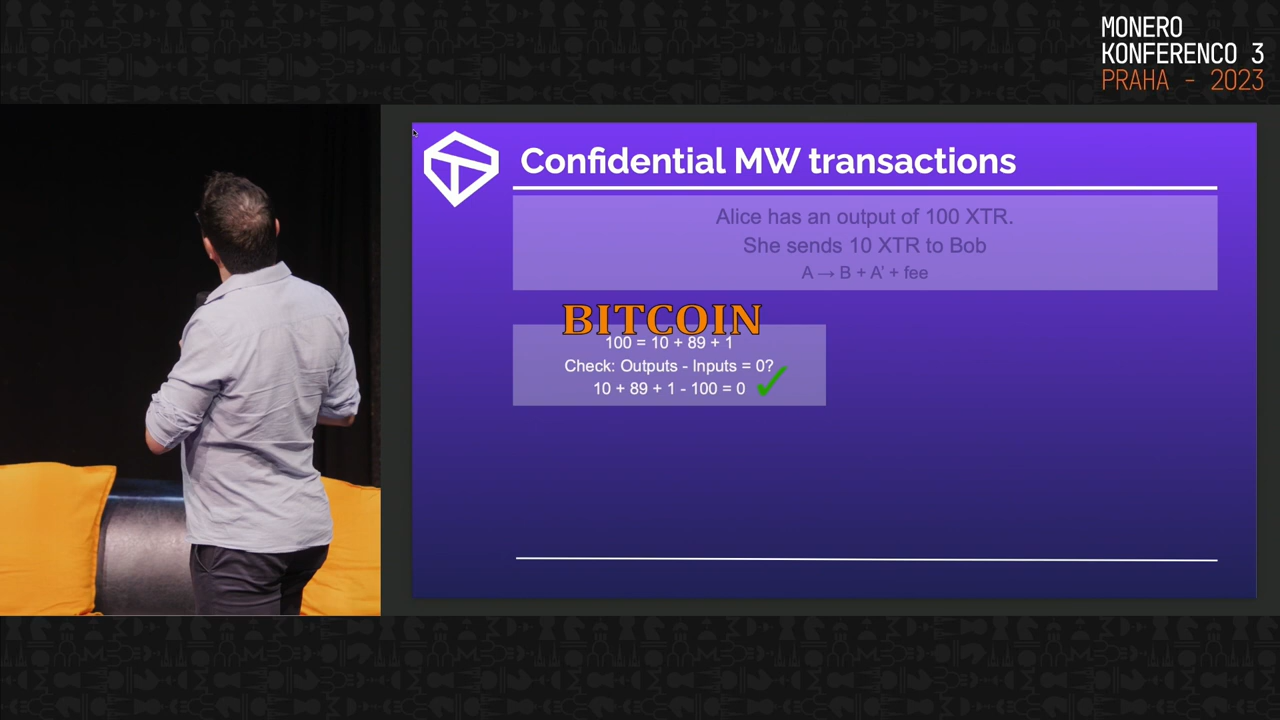 MONERO
KONFERENCO 3
PRAHA - 2023
Confidential MW transactions
Alice has an output of 100 XTR.
She sends 10 XTR to Bob
A → B + A' + fee
BITCOIN
100 = 10 + 89 + 1
Check: Outputs - Inputs = 0?
10 + 89 + 1 - 100 = 0 ✓